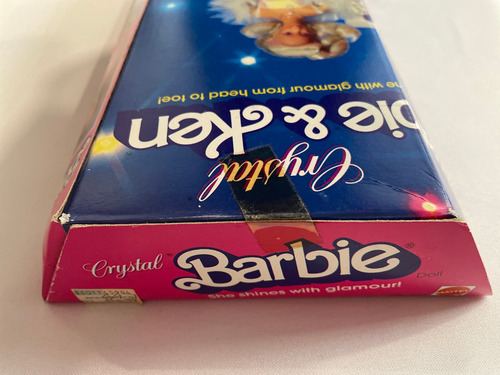 he with glamour from head to toe!
bie & Ken
Crystal
Crystal Barbie® Doll
She shines with glamour!